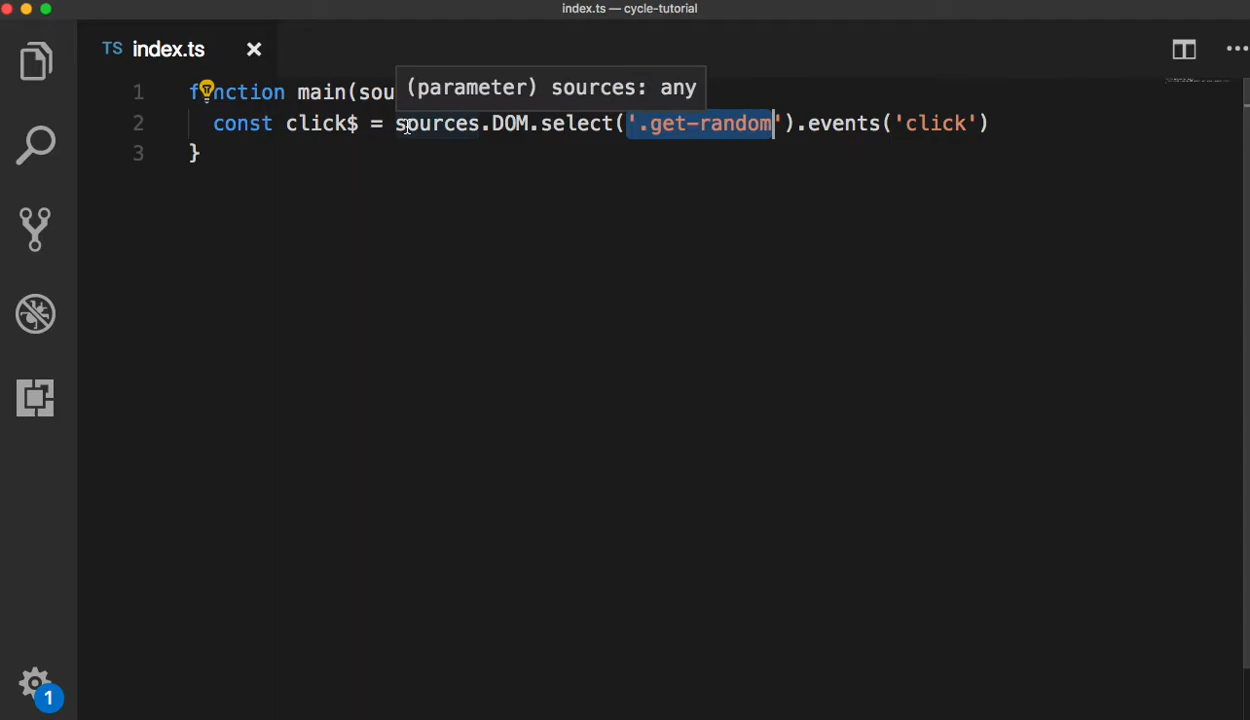 index.ts — cycle-tutorial
TS index.ts
(parameter) sources: any
1 function main(sou
2 const click$ = sources.DOM.select('.get-random').events('click')
3 }
1